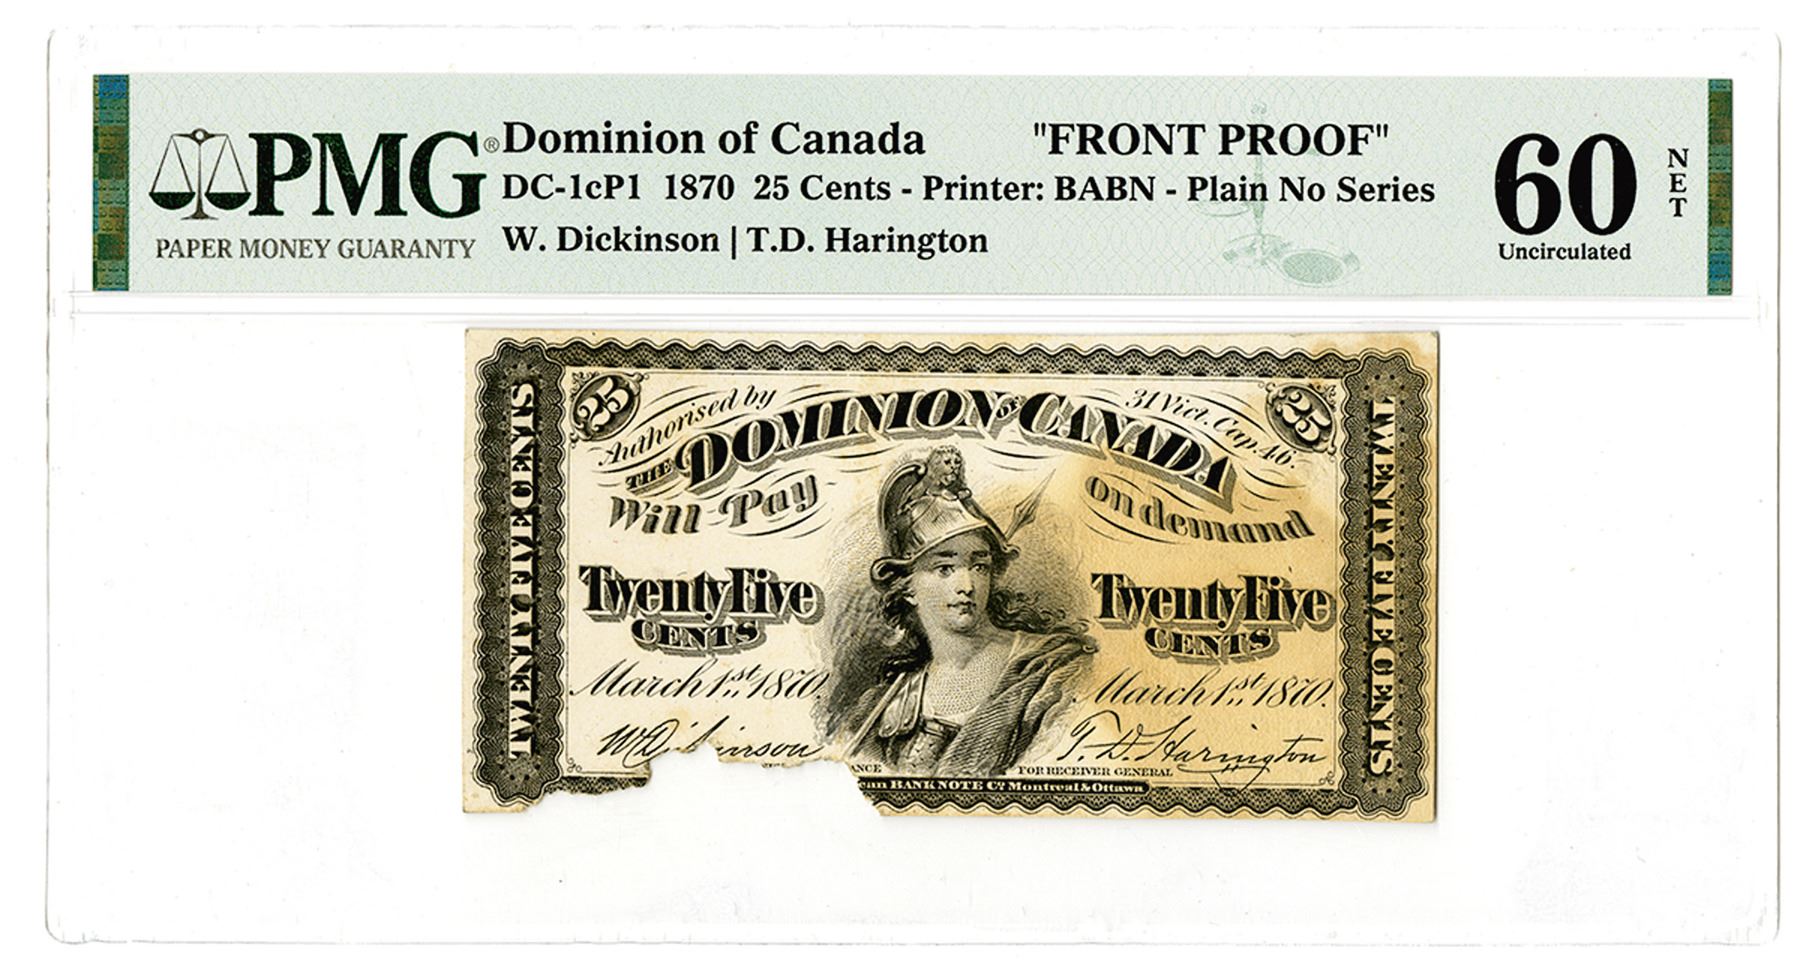 PMG®
PAPER MONEY GUARANTY
Dominion of Canada "FRONT PROOF"
DC-1cP1 1870 25 Cents - Printer: BABN - Plain No Series
W. Dickinson | T.D. Harington
60
NET
Uncirculated
25
25
Authorised by
31 Vict. Cap. 46.
THE DOMINION OF CANADA
Will Pay
on demand
TWENTY FIVE CENTS
TWENTY FIVE CENTS
Twenty Five
CENTS
Twenty Five
CENTS
March 1st 1870.
March 1st 1870.
T. D. Harington
FOR RECEIVER GENERAL
BANK NOTE Co. Montreal & Ottawa